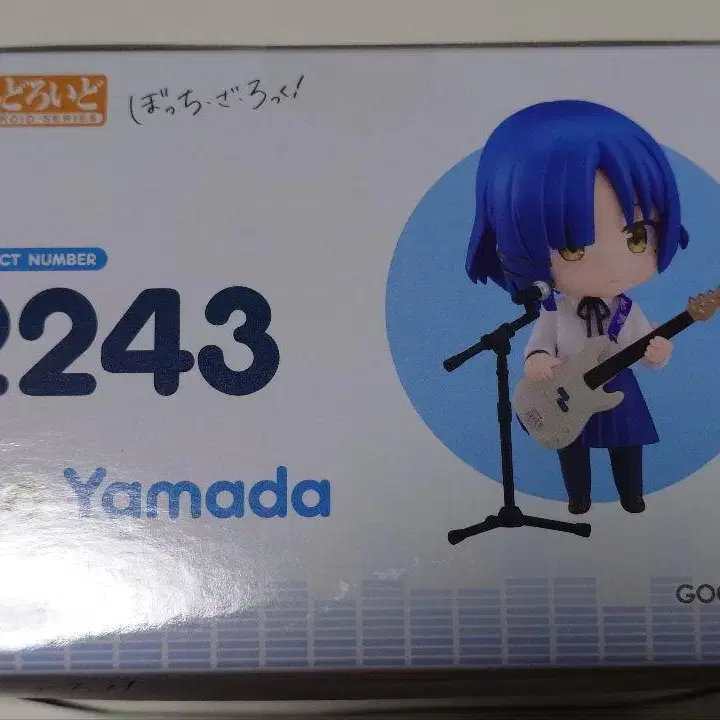 どろいど
ROID SERIES
ぼっち・ざ・ろっく!
CT NUMBER
2243
Yamada
GOO